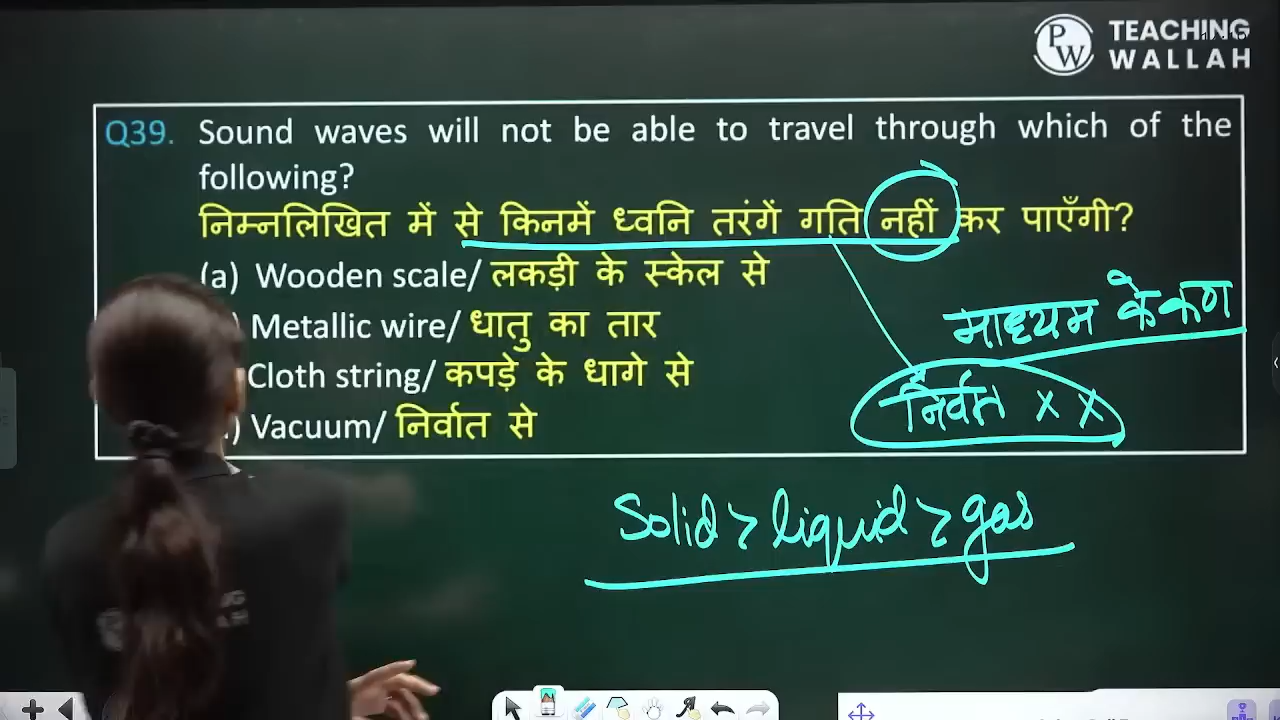 TEACHING
WALLAH
PW
Q39. Sound waves will not be able to travel through which of the
following?
निम्नलिखित में से किनमें ध्वनि तरंगें गति नहीं कर पाएँगी?
(a) Wooden scale/ लकड़ी के स्केल से
) Metallic wire/ धातु का तार
Cloth string/ कपड़े के धागे से
.) Vacuum/ निर्वात से
माध्यम के कण
निर्वात x x
Solid > liquid > gas